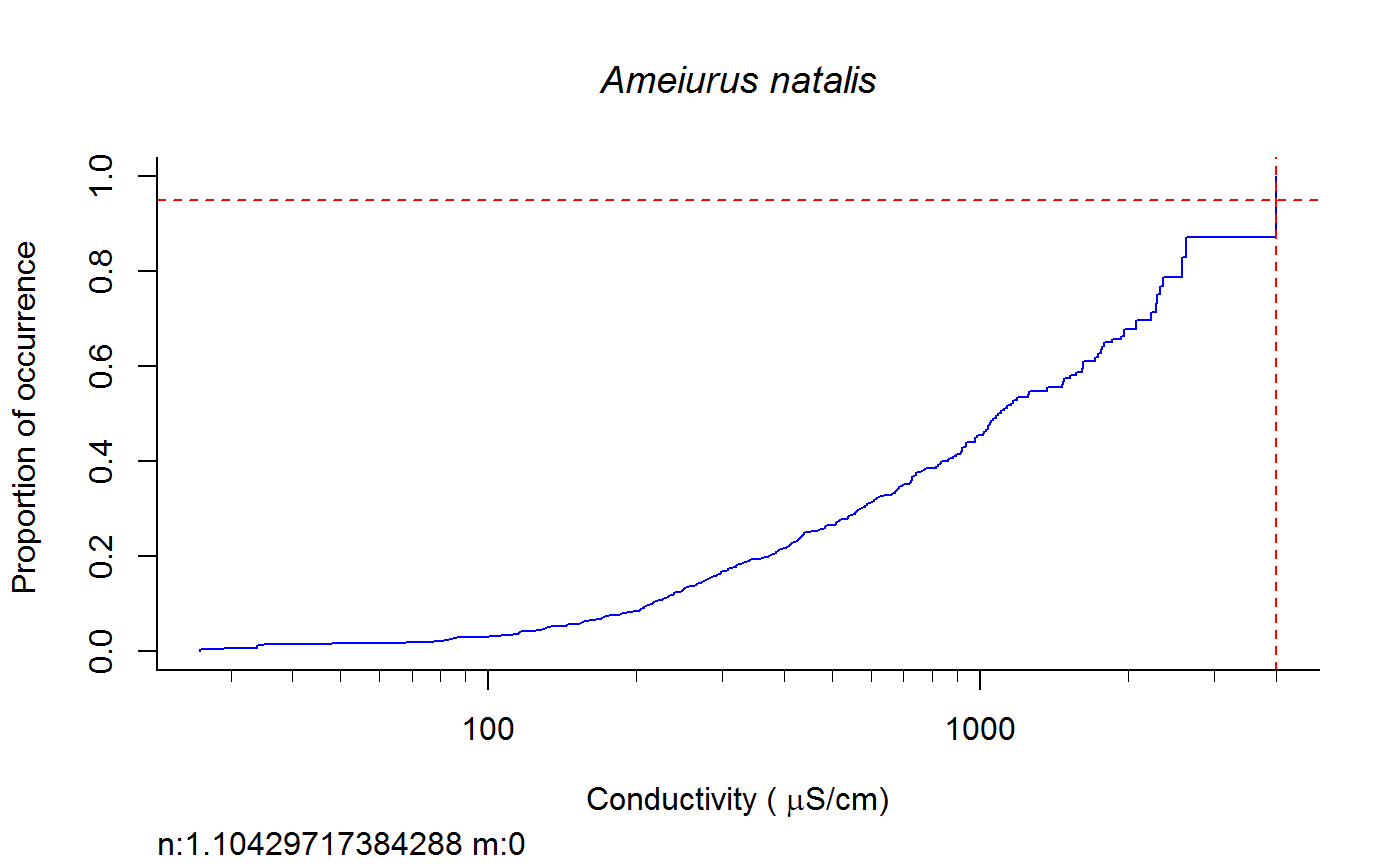 Ameiurus natalis
Proportion of occurrence
1.0
0.8
0.6
0.4
0.2
0.0
100 1000
Conductivity ( μS/cm)
n:1.10429717384288 m:0